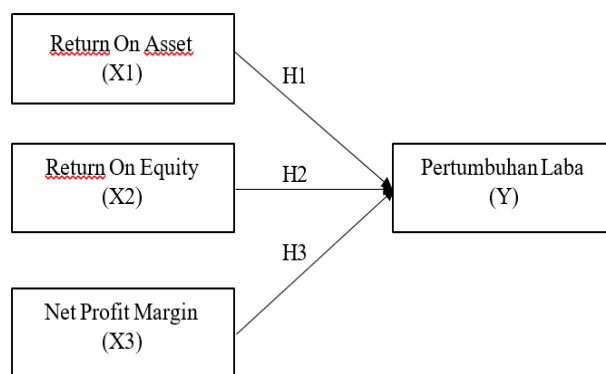 Return On Asset
(X1)
H1
Return On Equity
(X2)
H2
Pertumbuhan Laba
(Y)
H3
Net Profit Margin
(X3)